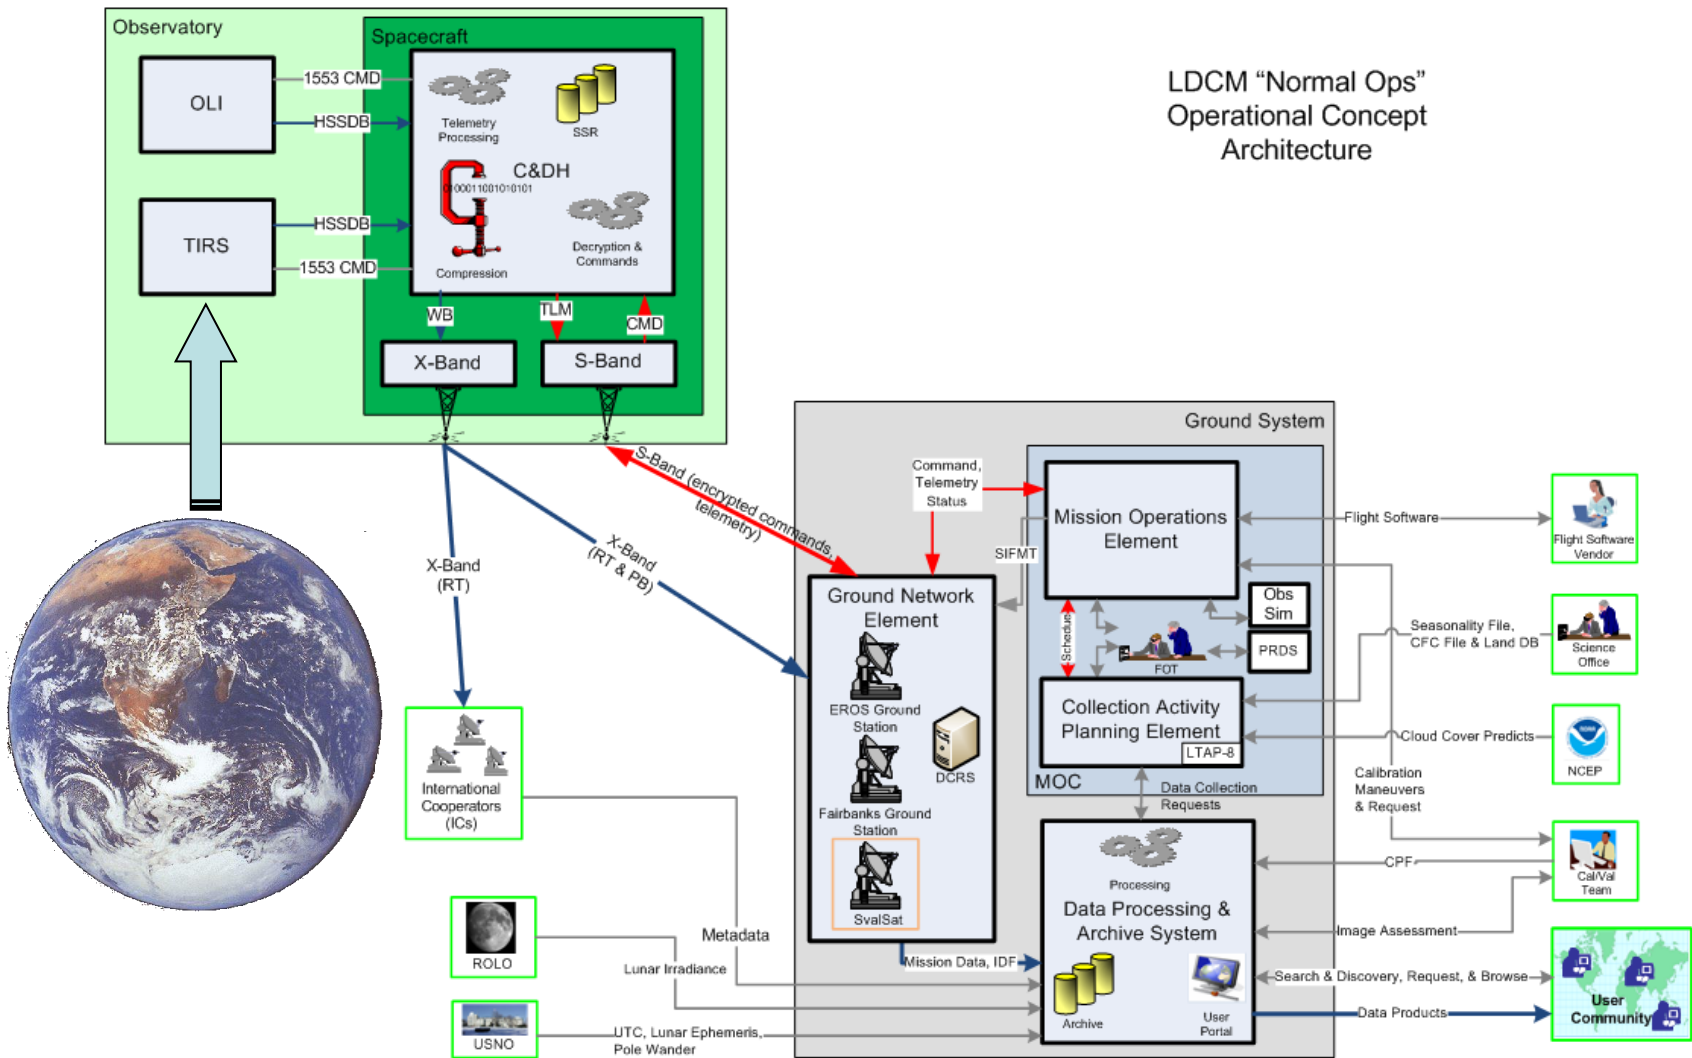 Observatory
Spacecraft
OLI
1553 CMD
HSSDB
TIRS
HSSDB
1553 CMD
Telemetry
Processing
SSR
C&DH
0100011001010101
Compression
Decryption &
Commands
WB
TLM
CMD
X-Band
S-Band
LDCM “Normal Ops”
Operational Concept
Architecture
S-Band (encrypted commands,
telemetry)
X-Band
(RT & PB)
X-Band
(RT)
Ground System
Command,
Telemetry
Status
SIFMT
Mission Operations
Element
Obs
Sim
PRDS
FOT
Schedue
Collection Activity
Planning Element
LTAP-8
MOC
Data Collection
Requests
Ground Network
Element
EROS Ground
Station
DCRS
Fairbanks Ground
Station
SvalSat
Mission Data, IDF
Processing
Data Processing &
Archive System
Archive
User
Portal
International
Cooperators
(ICs)
Metadata
ROLO
Lunar Irradiance
USNO
UTC, Lunar Ephemeris,
Pole Wander
Flight Software
Flight Software
Vendor
Seasonality File,
CFC File & Land DB
Science
Office
Cloud Cover Predicts
NCEP
Calibration
Maneuvers
& Request
CPF
Cal/Val
Team
Image Assessment
Search & Discovery, Request, & Browse
Data Products
User
Community